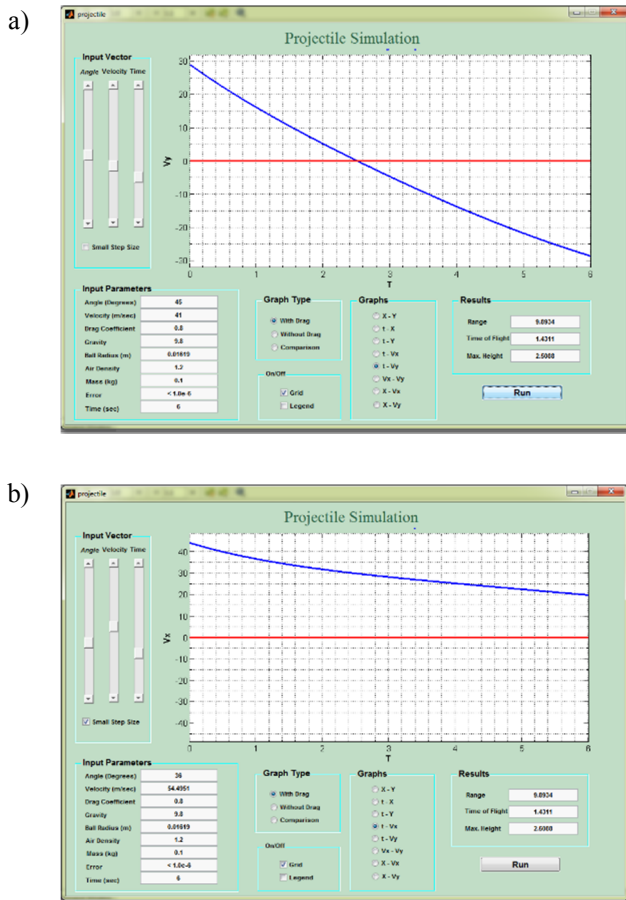 a)
projectile
Projectile Simulation
Input Vector
Angle Velocity Time
Small Step Size
Vy
30
20
10
0
-10
-20
-30
0 1 2 3 4 5 6
T
Input Parameters
Angle (Degrees) 45
Velocity (m/sec) 41
Drag Coefficient 0.8
Gravity 9.8
Ball Radius (m) 0.01619
Air Density 1.2
Mass (kg) 0.1
Error < 1.0e-6
Time (sec) 6
Graph Type
With Drag
Without Drag
Comparison
On/Off
Grid
Legend
Graphs
X - Y
t - X
t - Y
t - Vx
t - Vy
Vx - Vy
X - Vx
X - Vy
Results
Range 9.8934
Time of Flight 1.4311
Max. Height 2.5008
Run
b)
projectile
Projectile Simulation
Input Vector
Angle Velocity Time
Small Step Size
Vx
40
30
20
10
0
-10
-20
-30
-40
0 1 2 3 4 5 6
T
Input Parameters
Angle (Degrees) 36
Velocity (m/sec) 54.4951
Drag Coefficient 0.8
Gravity 9.8
Ball Radius (m) 0.01619
Air Density 1.2
Mass (kg) 0.1
Error < 1.0e-6
Time (sec) 6
Graph Type
With Drag
Without Drag
Comparison
On/Off
Grid
Legend
Graphs
X - Y
t - X
t - Y
t - Vx
t - Vy
Vx - Vy
X - Vx
X - Vy
Results
Range 9.8934
Time of Flight 1.4311
Max. Height 2.5008
Run